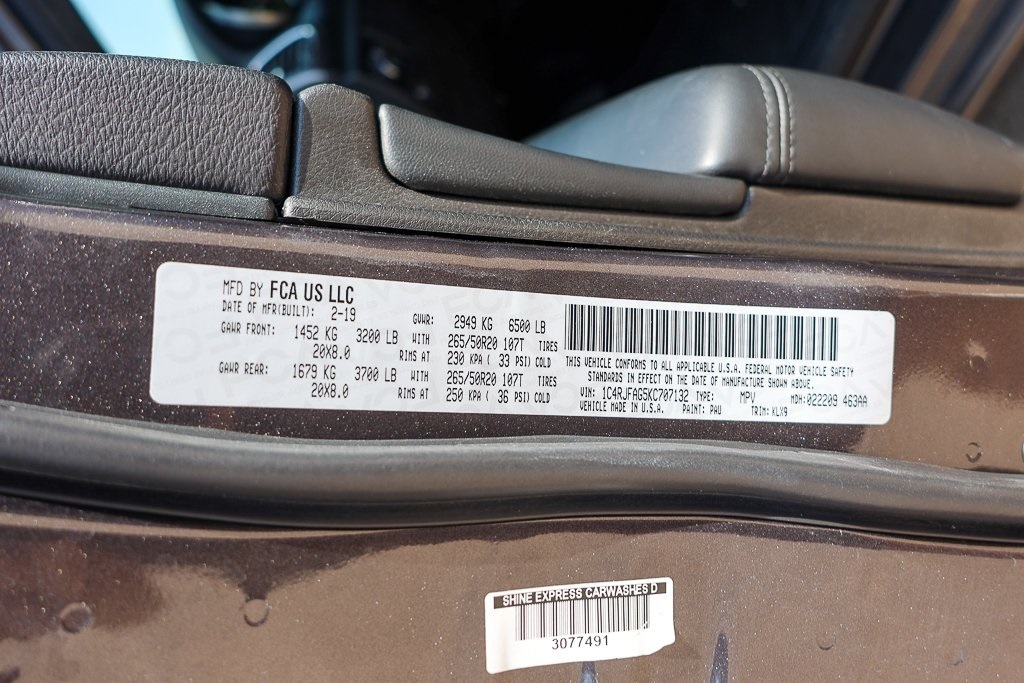 MFD BY FCA US LLC
DATE OF MFR(BUILT): 2-19 GVWR: 2949 KG 6500 LB
GAWR FRONT: 1452 KG 3200 LB WITH 265/50R20 107T TIRES
20X8.0 RIMS AT 230 KPA ( 33 PSI) COLD
GAWR REAR: 1679 KG 3700 LB WITH 265/50R20 107T TIRES
20X8.0 RIMS AT 250 KPA ( 36 PSI) COLD
THIS VEHICLE CONFORMS TO ALL APPLICABLE U.S.A. FEDERAL MOTOR VEHICLE SAFETY
STANDARDS IN EFFECT ON THE DATE OF MANUFACTURE SHOWN ABOVE.
VIN: 1C4RJFAG5KC707132 TYPE: MPV MDH:022209 463AA
VEHICLE MADE IN U.S.A. PAINT: PAU TRIM: KLX9
SHINE EXPRESS CARWASHES D
3077491